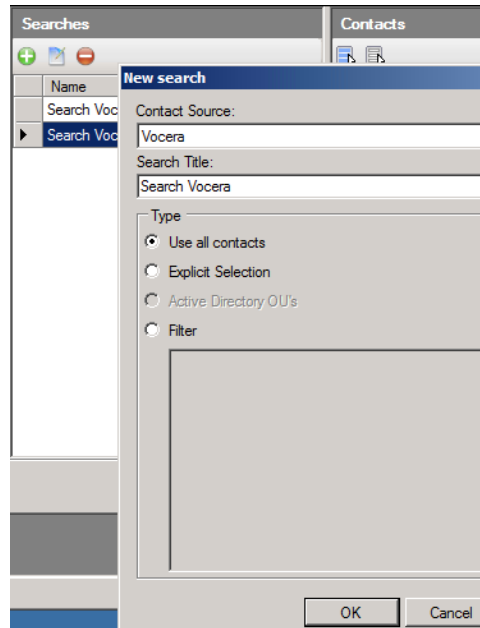 Searches
Contacts
Name
Search Voc
Search Voc
New search
Contact Source:
Vocera
Search Title:
Search Vocera
Type
Use all contacts
Explicit Selection
Active Directory OU's
Filter
OK
Cancel